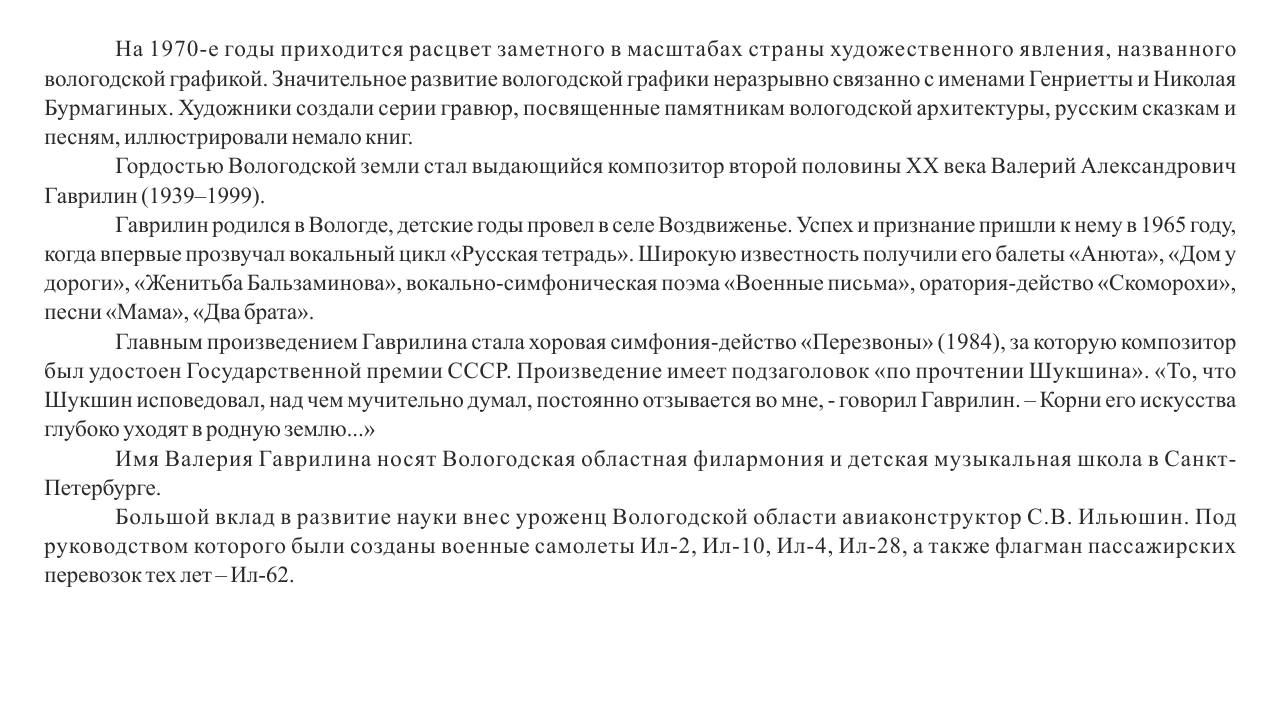 На 1970-е годы приходится расцвет заметного в масштабах страны художественного явления, названного
вологодской графикой. Значительное развитие вологодской графики неразрывно связанно с именами Генриетты и Николая
Бурмагиных. Художники создали серии гравюр, посвященные памятникам вологодской архитектуры, русским сказкам и
песням, иллюстрировали немало книг.
Гордостью Вологодской земли стал выдающийся композитор второй половины XX века Валерий Александрович
Гаврилин (1939–1999).
Гаврилин родился в Вологде, детские годы провел в селе Воздвиженье. Успех и признание пришли к нему в 1965 году,
когда впервые прозвучал вокальный цикл «Русская тетрадь». Широкую известность получили его балеты «Анюта», «Дом у
дороги», «Женитьба Бальзаминова», вокально-симфоническая поэма «Военные письма», оратория-действо «Скоморохи»,
песни «Мама», «Два брата».
Главным произведением Гаврилина стала хоровая симфония-действо «Перезвоны» (1984), за которую композитор
был удостоен Государственной премии СССР. Произведение имеет подзаголовок «по прочтении Шукшина». «То, что
Шукшин исповедовал, над чем мучительно думал, постоянно отзывается во мне, - говорил Гаврилин. – Корни его искусства
глубоко уходят в родную землю...»
Имя Валерия Гаврилина носят Вологодская областная филармония и детская музыкальная школа в Санкт-
Петербурге.
Большой вклад в развитие науки внес уроженц Вологодской области авиаконструктор С.В. Ильюшин. Под
руководством которого были созданы военные самолеты Ил-2, Ил-10, Ил-4, Ил-28, а также флагман пассажирских
перевозок тех лет – Ил-62.